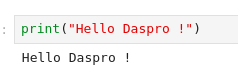 :
print("Hello Daspro !")
Hello Daspro !